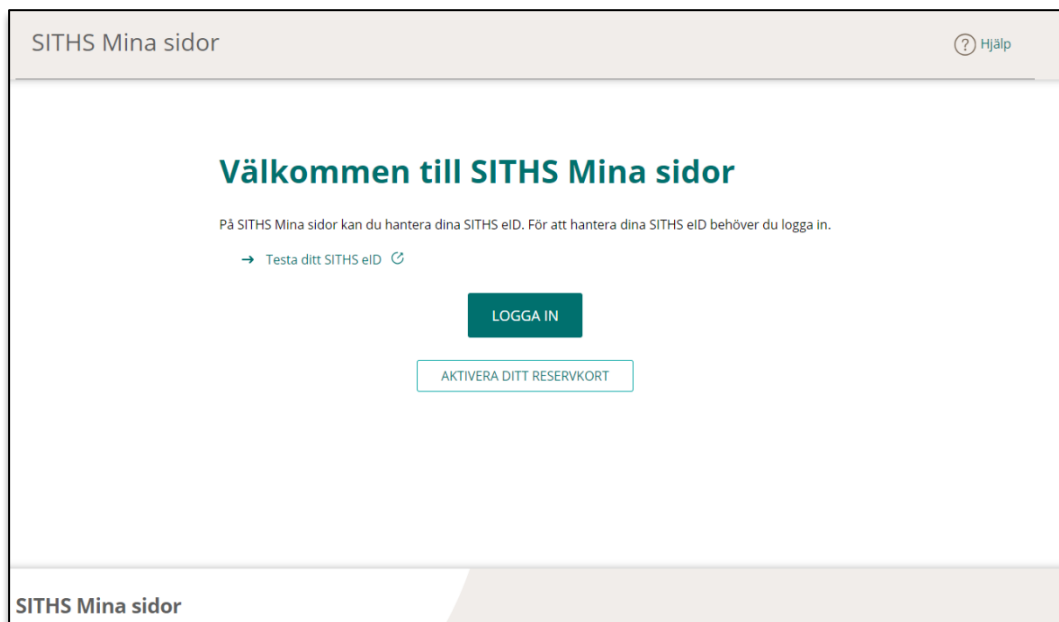 SITHS Mina sidor
? Hjälp
Välkommen till SITHS Mina sidor
På SITHS Mina sidor kan du hantera dina SITHS eID. För att hantera dina SITHS eID behöver du logga in.
→ Testa ditt SITHS eID
LOGGA IN
AKTIVERA DITT RESERVKORT
SITHS Mina sidor